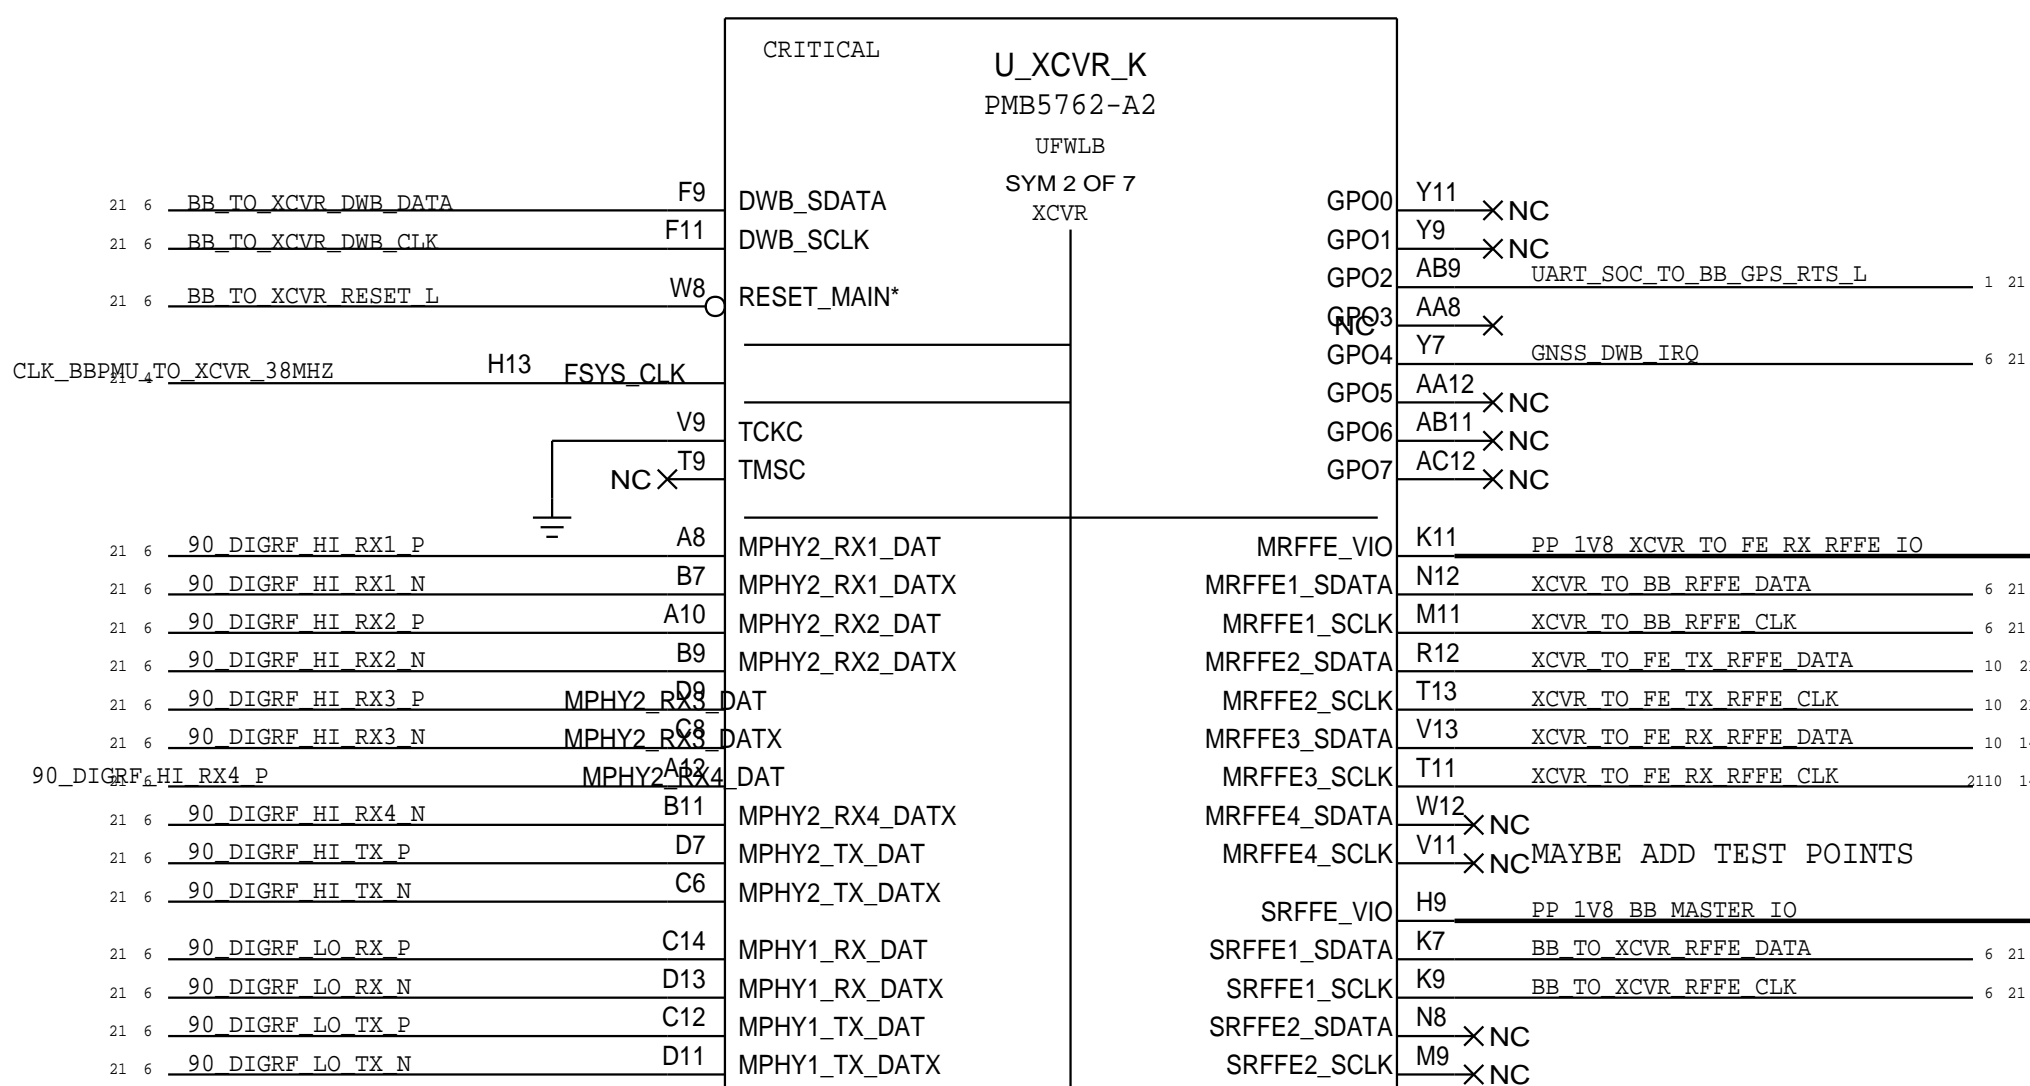 CRITICAL
U_XCVR_K
PMB5762-A2
UFWLB
SYM 2 OF 7
XCVR
21 6 BB_TO_XCVR_DWB_DATA F9 DWB_SDATA GPO0 Y11 NC
21 6 BB_TO_XCVR_DWB_CLK F11 DWB_SCLK GPO1 Y9 NC
GPO2 AB9 UART_SOC_TO_BB_GPS_RTS_L 1 21
21 6 BB_TO_XCVR_RESET_L W8 RESET_MAIN*
GPO3 NC AA8
GPO4 Y7 GNSS_DWB_IRQ 6 21
CLK_BBPMU_TO_XCVR_38MHZ 21 4 H13 FSYS_CLK
GPO5 AA12 NC
V9 TCKC GPO6 AB11 NC
NC T9 TMSC GPO7 AC12 NC
21 6 90_DIGRF_HI_RX1_P A8 MPHY2_RX1_DAT MRFFE_VIO K11 PP_1V8_XCVR_TO_FE_RX_RFFE_IO
21 6 90_DIGRF_HI_RX1_N B7 MPHY2_RX1_DATX MRFFE1_SDATA N12 XCVR_TO_BB_RFFE_DATA 6 21
21 6 90_DIGRF_HI_RX2_P A10 MPHY2_RX2_DAT MRFFE1_SCLK M11 XCVR_TO_BB_RFFE_CLK 6 21
21 6 90_DIGRF_HI_RX2_N B9 MPHY2_RX2_DATX MRFFE2_SDATA R12 XCVR_TO_FE_TX_RFFE_DATA 10
21 6 90_DIGRF_HI_RX3_P D9 MPHY2_RX3_DAT MRFFE2_SCLK T13 XCVR_TO_FE_TX_RFFE_CLK 10
21 6 90_DIGRF_HI_RX3_N C8 MPHY2_RX3_DATX MRFFE3_SDATA V13 XCVR_TO_FE_RX_RFFE_DATA 10
21 6 90_DIGRF_HI_RX4_P A12 MPHY2_RX4_DAT MRFFE3_SCLK T11 XCVR_TO_FE_RX_RFFE_CLK 2110
21 6 90_DIGRF_HI_RX4_N B11 MPHY2_RX4_DATX MRFFE4_SDATA W12 NC
21 6 90_DIGRF_HI_TX_P D7 MPHY2_TX_DAT MRFFE4_SCLK V11 NC MAYBE ADD TEST POINTS
21 6 90_DIGRF_HI_TX_N C6 MPHY2_TX_DATX
SRFFE_VIO H9 PP_1V8_BB_MASTER_IO
21 6 90_DIGRF_LO_RX_P C14 MPHY1_RX_DAT SRFFE1_SDATA K7 BB_TO_XCVR_RFFE_DATA 6 21
21 6 90_DIGRF_LO_RX_N D13 MPHY1_RX_DATX SRFFE1_SCLK K9 BB_TO_XCVR_RFFE_CLK 6 21
21 6 90_DIGRF_LO_TX_P C12 MPHY1_TX_DAT SRFFE2_SDATA N8 NC
21 6 90_DIGRF_LO_TX_N D11 MPHY1_TX_DATX SRFFE2_SCLK M9 NC